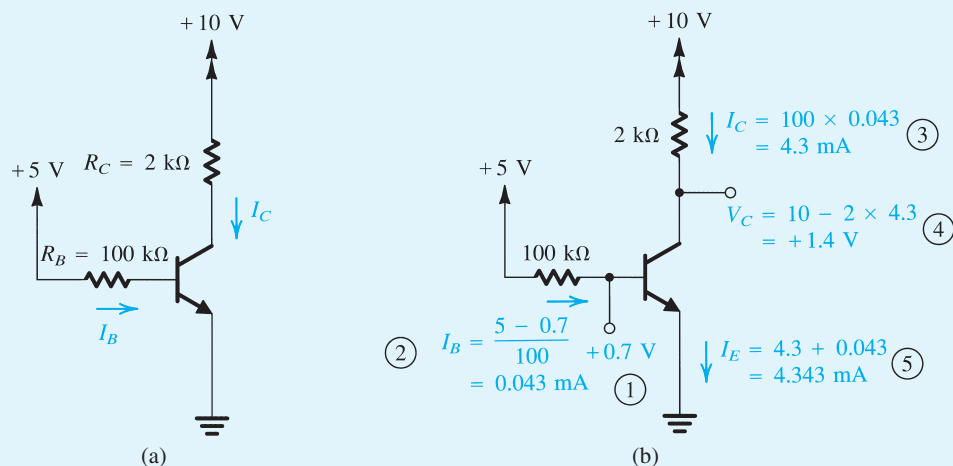 +10 V
R_C = 2 kΩ
+5 V
I_C
R_B = 100 kΩ
I_B
(a)
+10 V
2 kΩ
I_C = 100 × 0.043
= 4.3 mA
3
+5 V
V_C = 10 − 2 × 4.3
= +1.4 V
4
100 kΩ
2
I_B = (5 − 0.7)/100
= 0.043 mA
+0.7 V
1
I_E = 4.3 + 0.043
= 4.343 mA
5
(b)